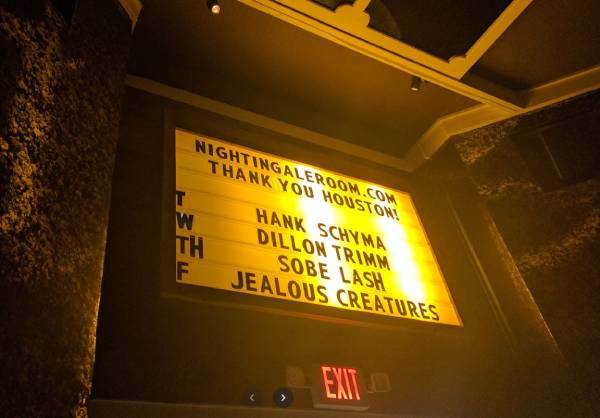 NIGHTINGALEROOM.COM
THANK YOU HOUSTON!
T HANK SCHYMA
W DILLON TRIMM
TH SOBE LASH
F JEALOUS CREATURES
EXIT